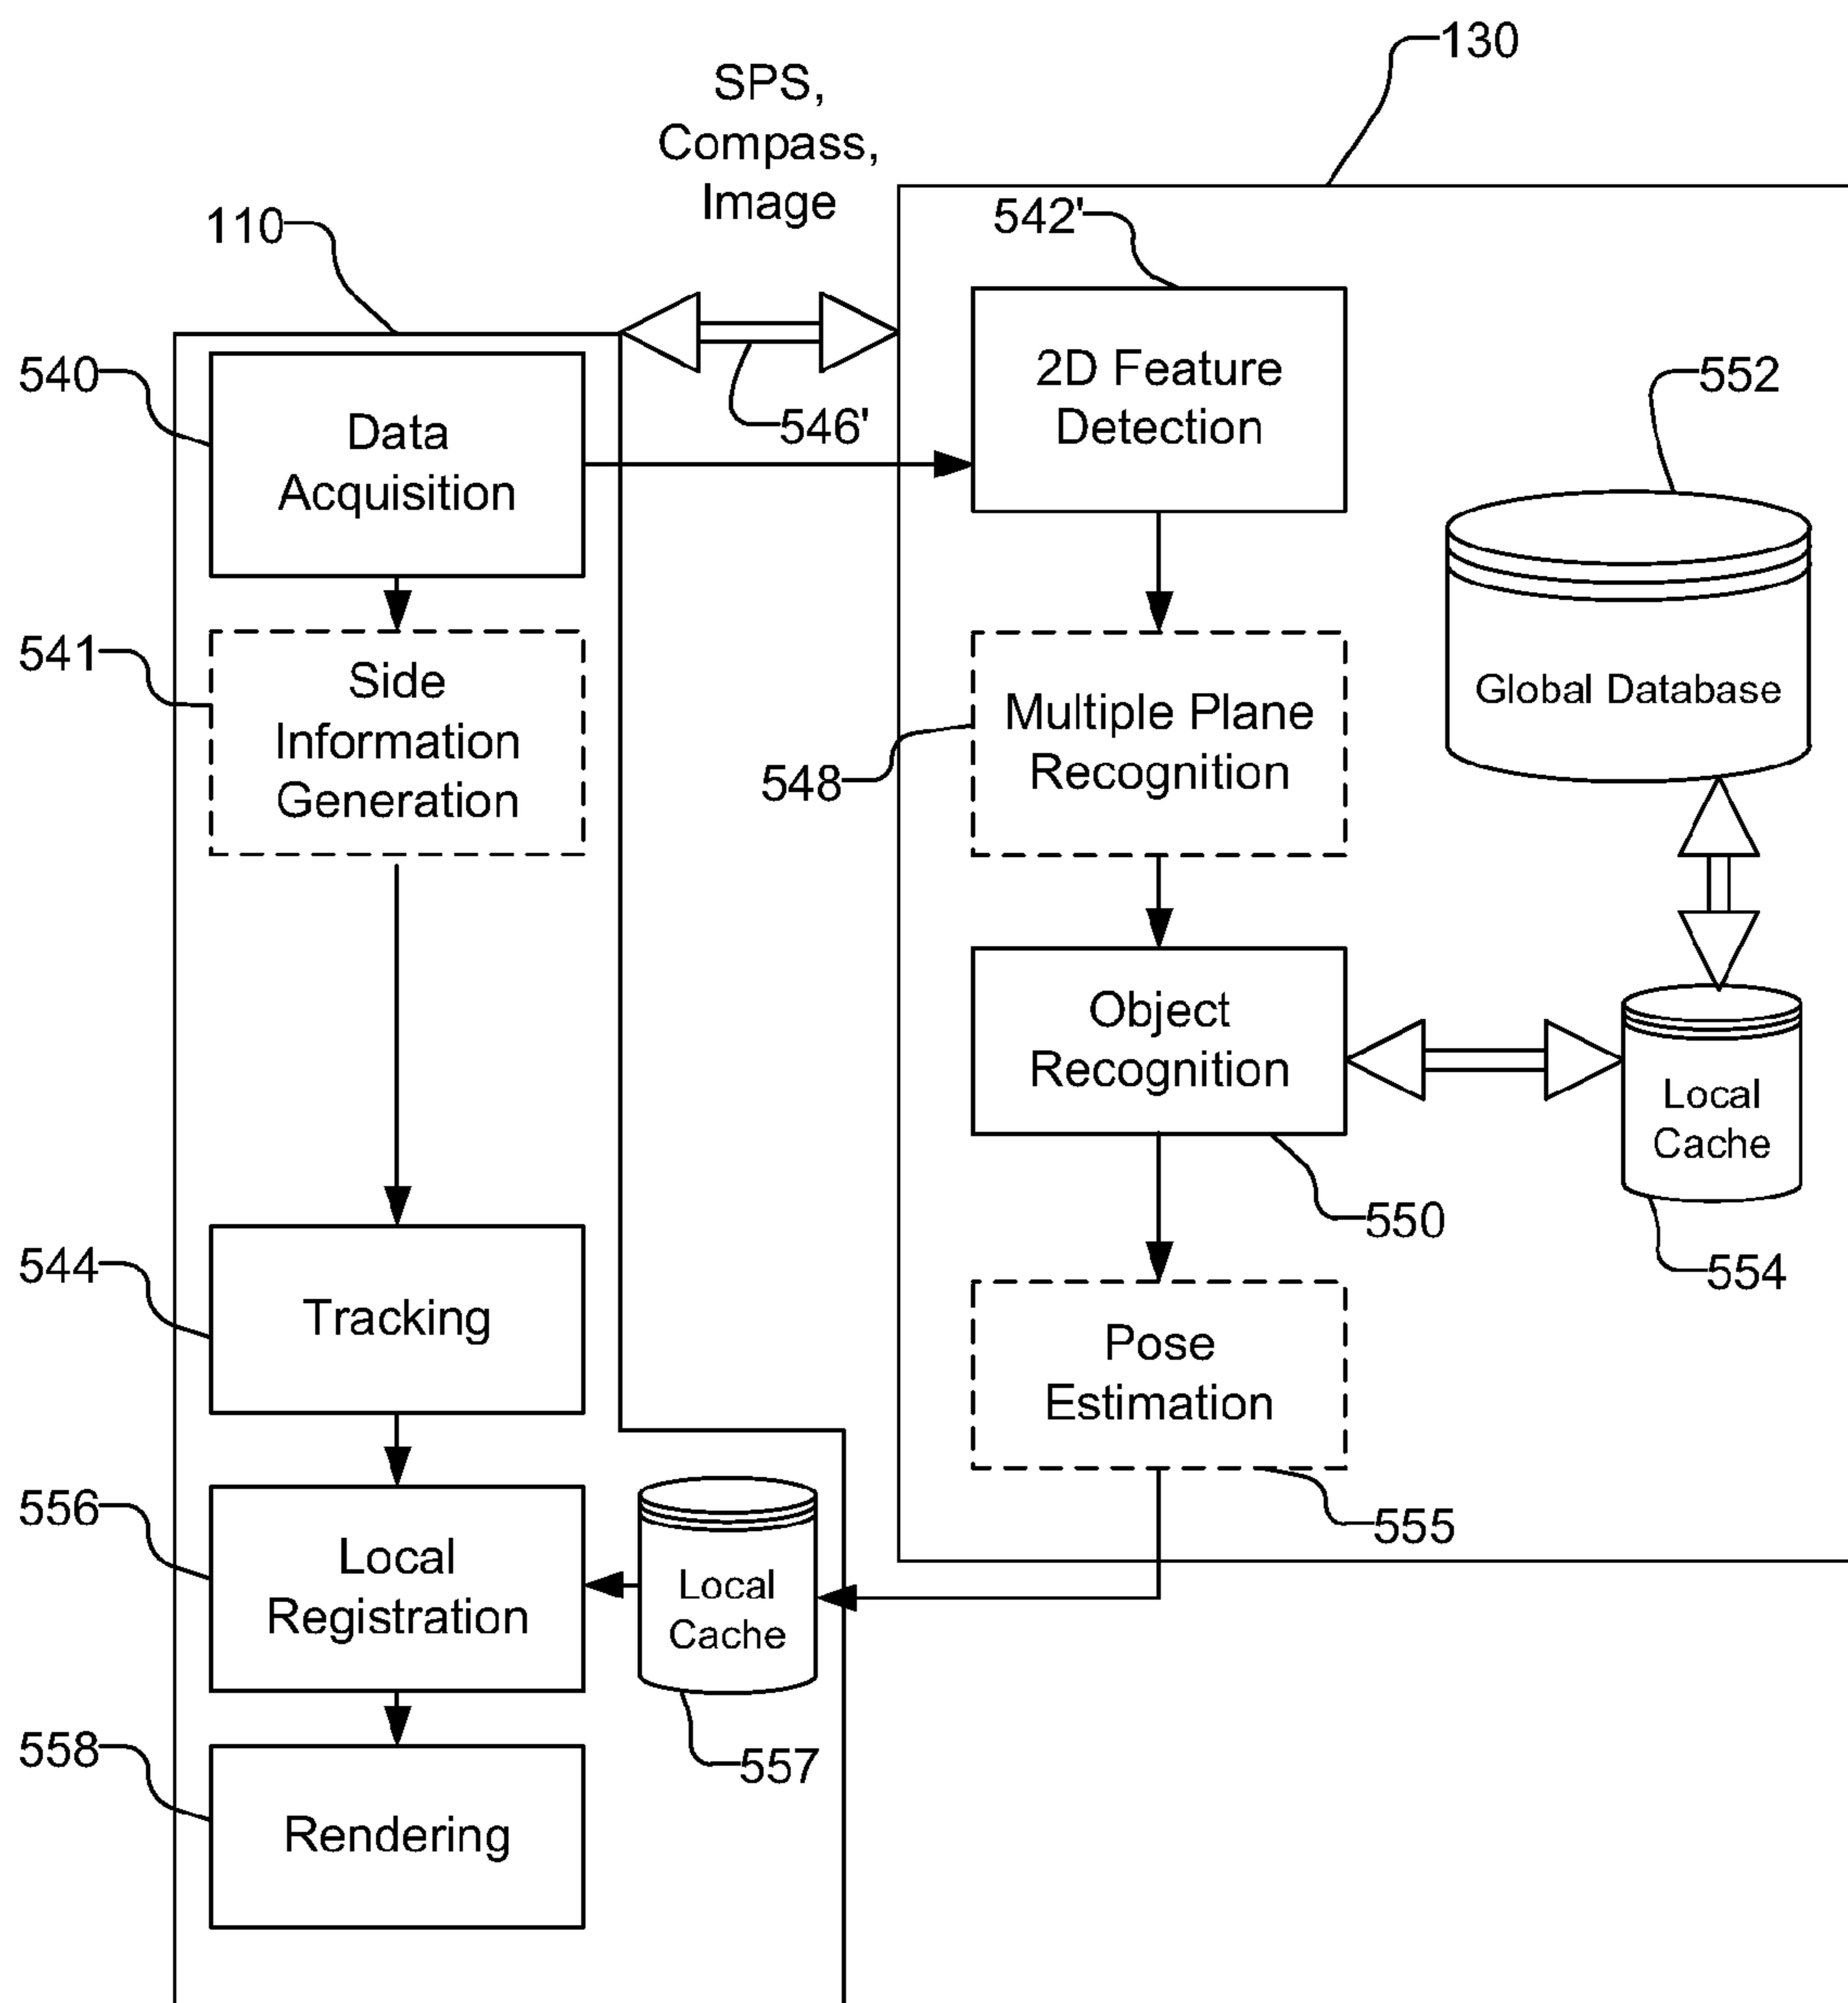 130
SPS,
Compass,
Image
110
542'
540
Data
Acquisition
546'
2D Feature
Detection
552
541
Side
Information
Generation
548
Multiple Plane
Recognition
Global Database
Object
Recognition
Local
Cache
550
554
544
Tracking
Pose
Estimation
555
556
Local
Registration
Local
Cache
557
558
Rendering